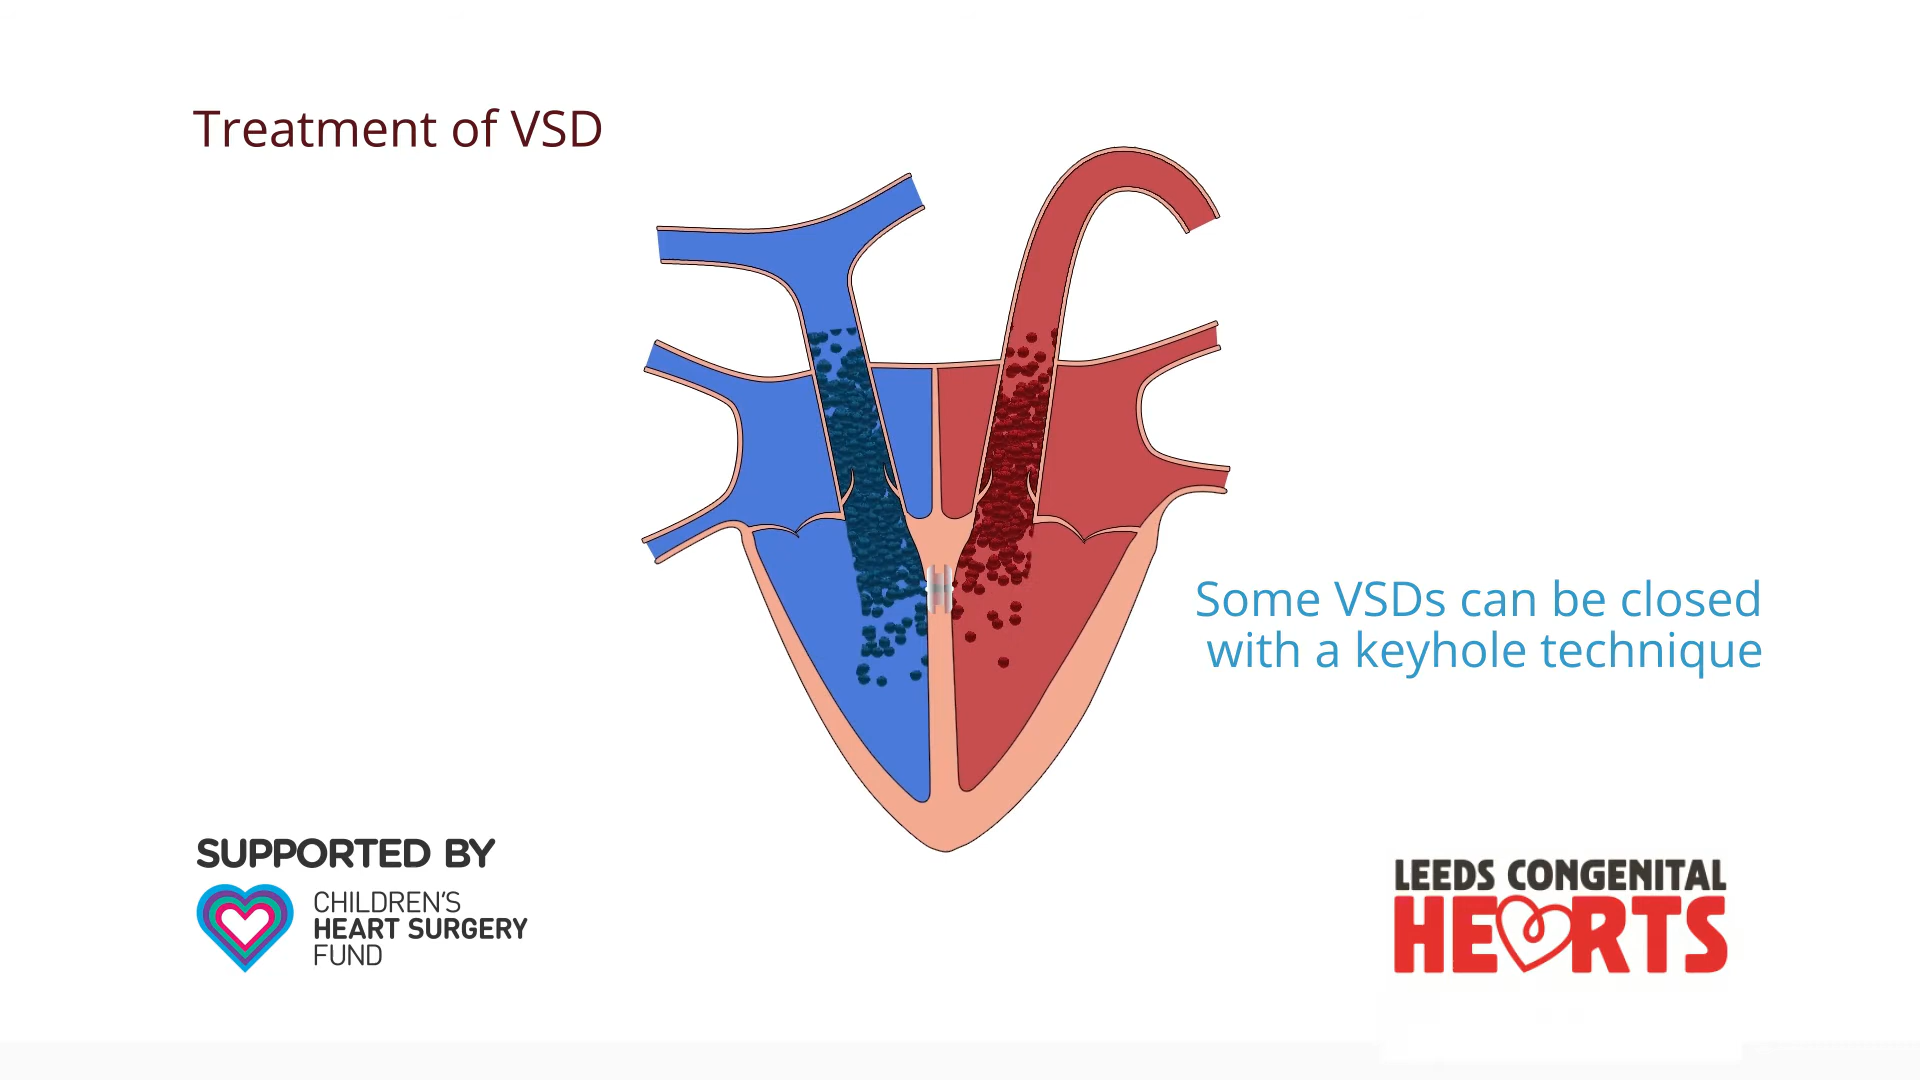 Treatment of VSD
Some VSDs can be closed
with a keyhole technique
SUPPORTED BY
CHILDREN'S
HEART SURGERY
FUND
LEEDS CONGENITAL
HEARTS